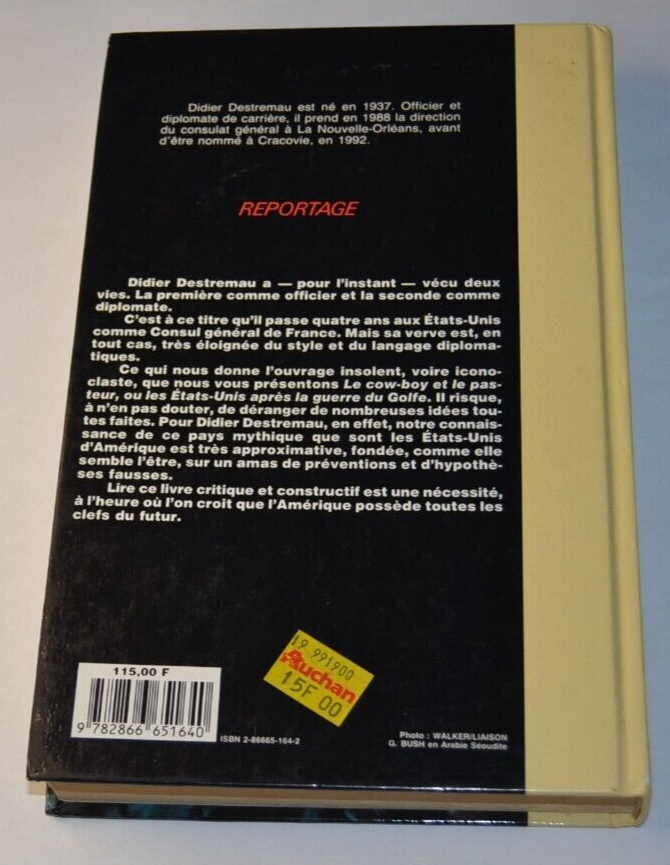 Didier Destremau est né en 1937. Officier et
diplomate de carrière, il prend en 1988 la direction
du consulat général à La Nouvelle-Orléans, avant
d'être nommé à Cracovie, en 1992.
REPORTAGE
Didier Destremau a — pour l'instant — vécu deux
vies. La première comme officier et la seconde comme
diplomate.
C'est à ce titre qu'il passe quatre ans aux États-Unis
comme Consul général de France. Mais sa verve est, en
tout cas, très éloignée du style et du langage diploma-
tiques.
Ce qui nous donne l'ouvrage insolent, voire icono-
claste, que nous vous présentons Le cow-boy et le pas-
teur, ou les États-Unis après la guerre du Golfe. Il risque,
à n'en pas douter, de déranger de nombreuses idées tou-
tes faites. Pour Didier Destremau, en effet, notre connais-
sance de ce pays mythique que sont les États-Unis
d'Amérique est très approximative, fondée, comme elle
semble l'être, sur un amas de préventions et d'hypothè-
ses fausses.
Lire ce livre critique et constructif est une nécessité,
à l'heure où l'on croit que l'Amérique possède toutes les
clefs du futur.
19 991900
Auchan
15F 00
115,00 F
9 782866 651640
ISBN 2-86665-164-2
Photo : WALKER/LIAISON
G. BUSH en Arabie Séoudite